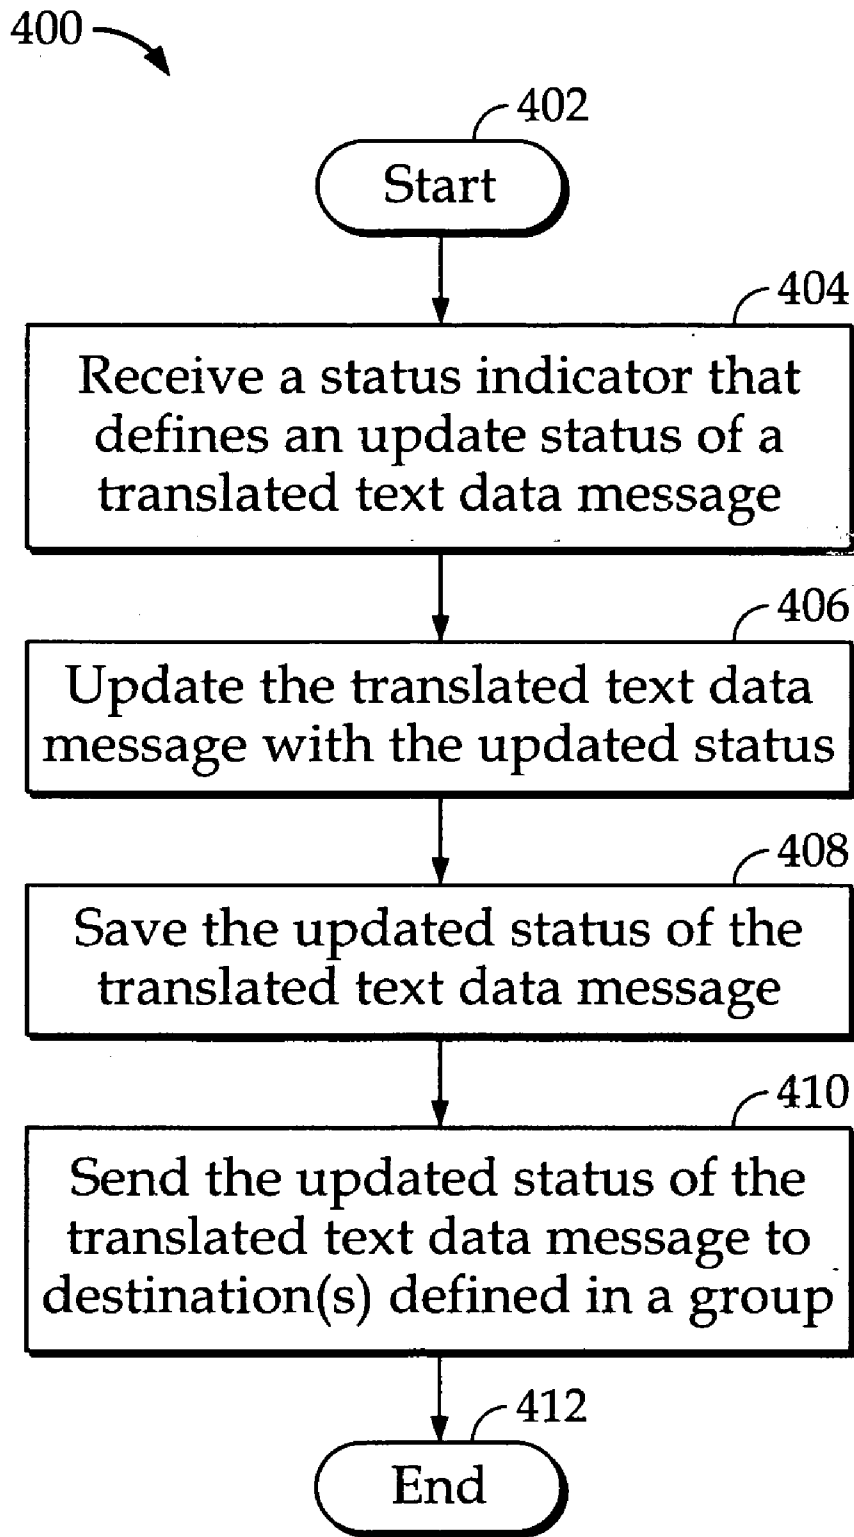 400
402
Start
404
Receive a status indicator that
defines an update status of a
translated text data message
406
Update the translated text data
message with the updated status
408
Save the updated status of the
translated text data message
410
Send the updated status of the
translated text data message to
destination(s) defined in a group
412
End